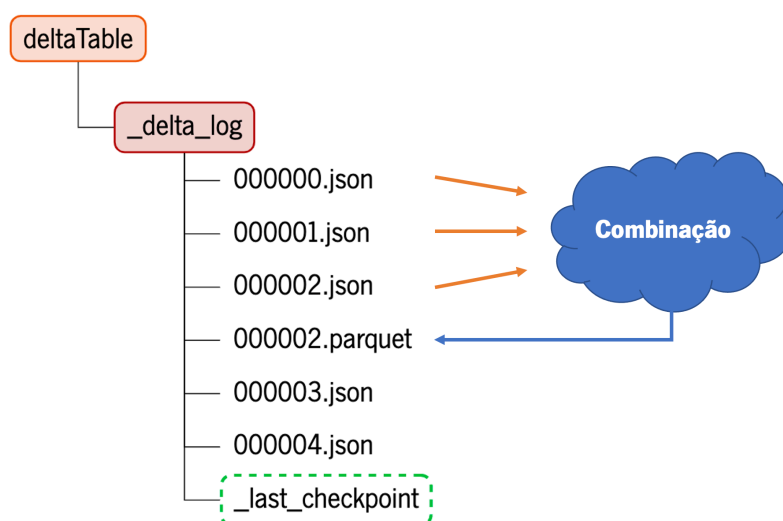 deltaTable
_delta_log
000000.json
000001.json
Combinação
000002.json
000002.parquet
000003.json
000004.json
_last_checkpoint